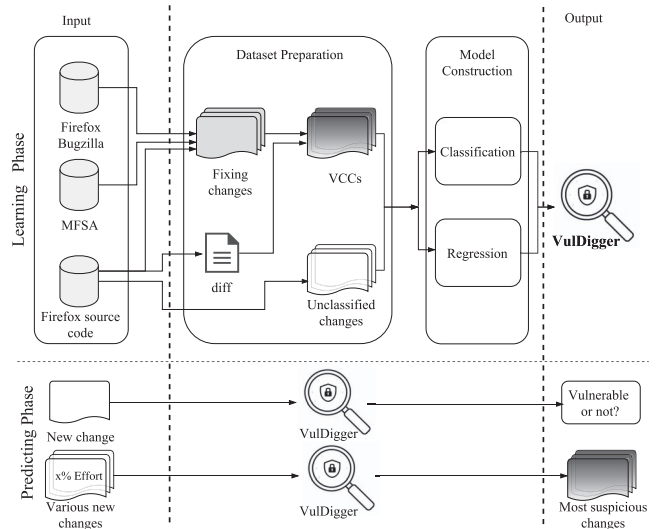 Input
Output
Learning Phase
Dataset Preparation
Model
Construction
Firefox
Bugzilla
MFSA
Firefox source
code
Fixing
changes
VCCs
diff
Unclassified
changes
Classification
Regression
VulDigger
Predicting Phase
New change
VulDigger
Vulnerable
or not?
x% Effort
Various new
changes
VulDigger
Most suspicious
changes